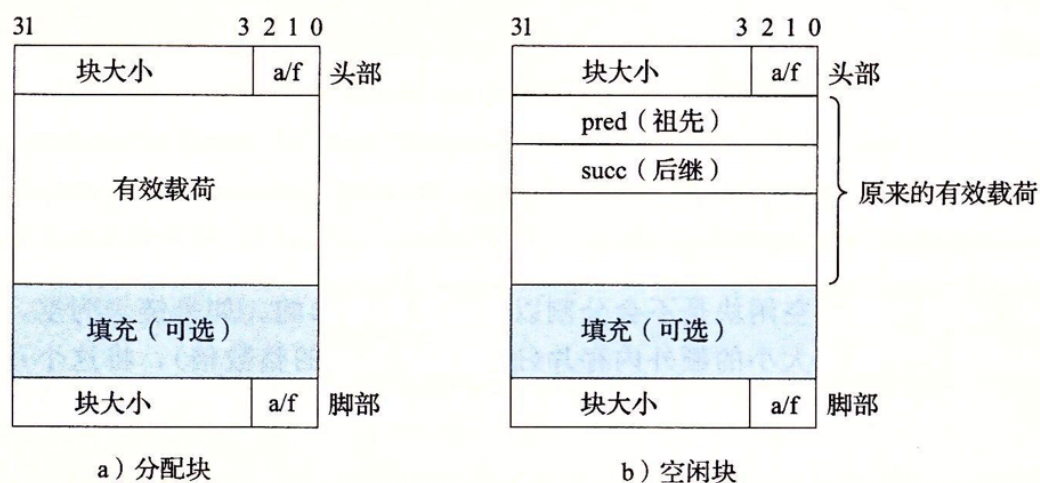 31 3 2 1 0
块大小 a/f 头部
有效载荷
填充（可选）
块大小 a/f 脚部
a）分配块
31 3 2 1 0
块大小 a/f 头部
pred（祖先）
succ（后继）
原来的有效载荷
填充（可选）
块大小 a/f 脚部
b）空闲块